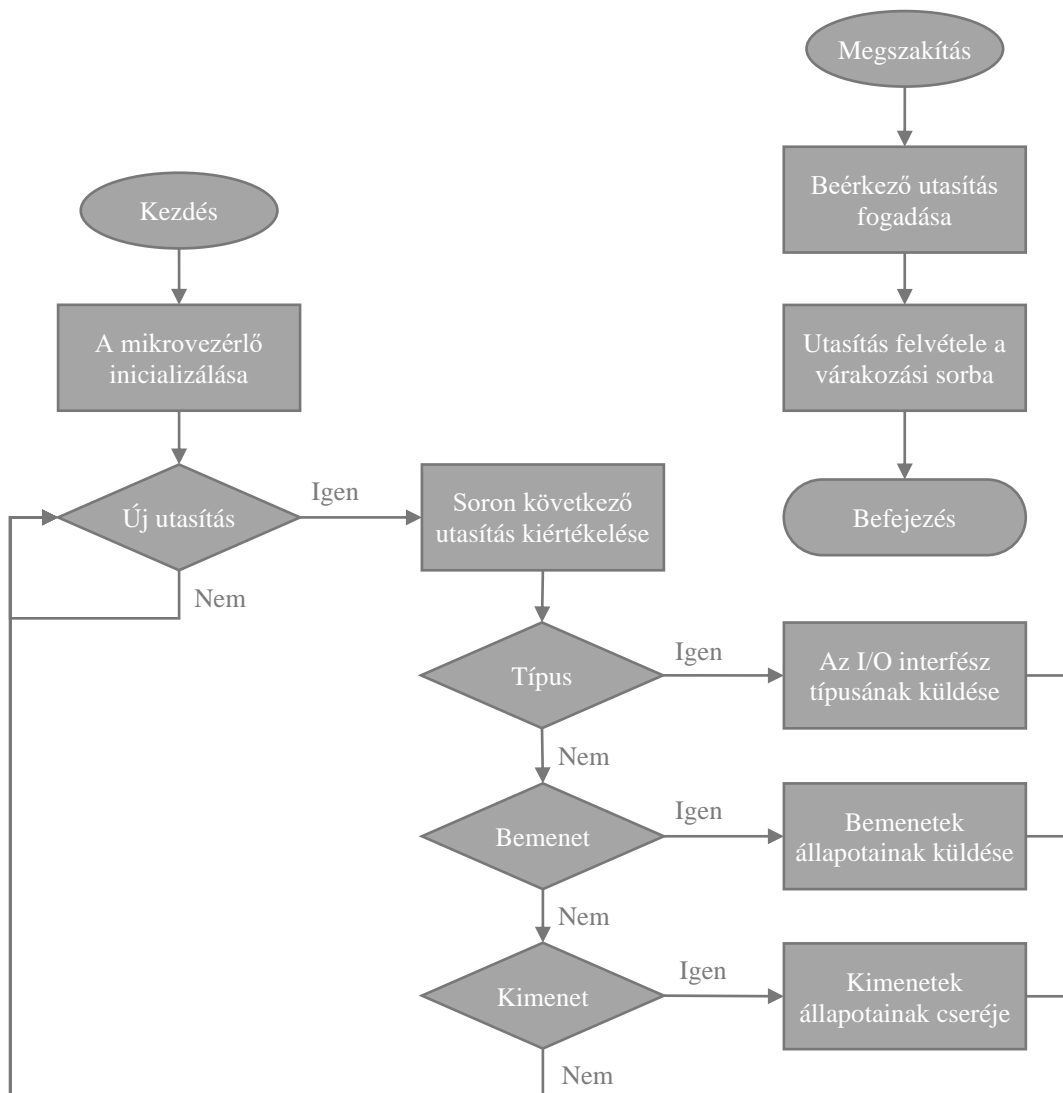 Megszakítás
Beérkező utasítás
fogadása
Utasítás felvétele a
várakozási sorba
Befejezés
Kezdés
A mikrovezérlő
inicializálása
Új utasítás
Igen
Nem
Soron következő
utasítás kiértékelése
Típus
Igen
Az I/O interfész
típusának küldése
Nem
Bemenet
Igen
Bemenetek
állapotainak küldése
Nem
Kimenet
Igen
Kimenetek
állapotainak cseréje
Nem